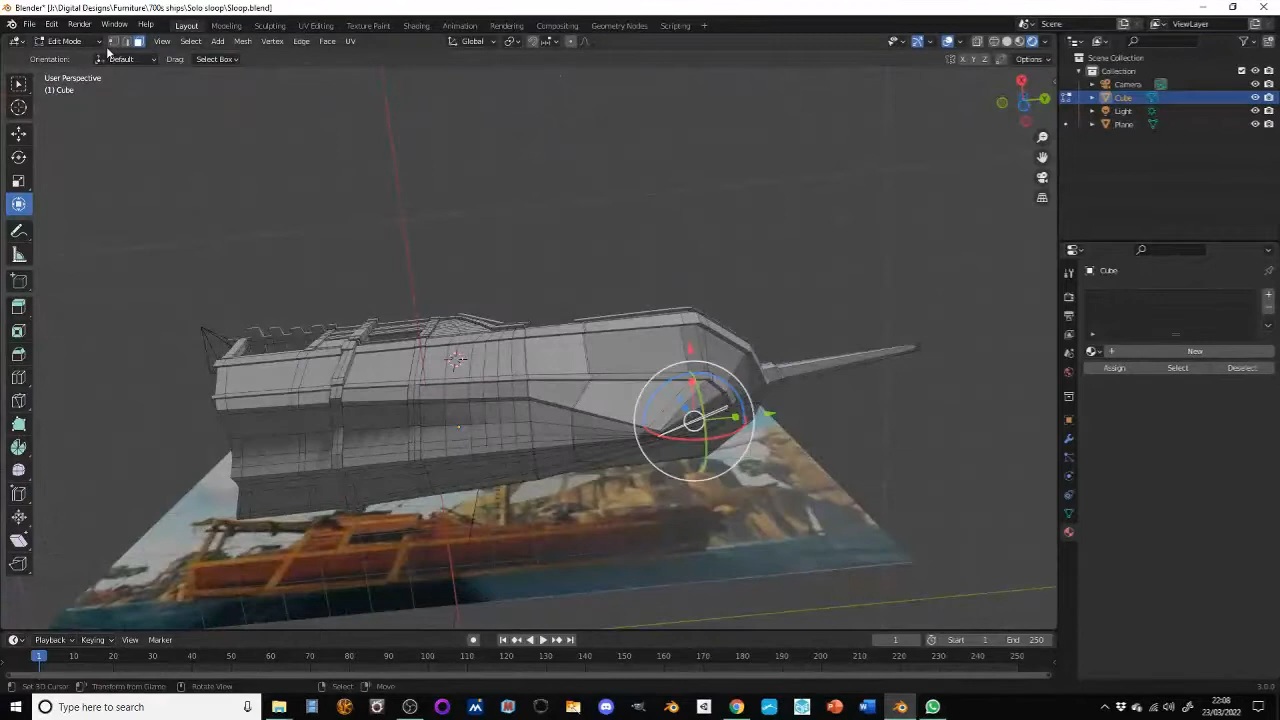 Blender* [J:\Digital Designs\Furniture\700s ships\Solo sloop\Sloop.blend]
File Edit Render Window Help Layout Modeling Sculpting UV Editing Texture Paint Shading Animation Rendering Compositing Geometry Nodes Scripting + Scene ViewLayer
Edit Mode View Select Add Mesh Vertex Edge Face UV Global
Orientation: Default Drag: Select Box X Y Z Options
User Perspective
(1) Cube
Scene Collection
Collection
Camera
Cube
Light
Plane
Cube
New
Assign Select Deselect
Playback Keying View Marker 1 Start 1 End 250
1 10 20 30 40 50 60 70 80 90 100 110 120 130 140 150 160 170 180 190 200 210 220 230 240 250
Set 3D Cursor Transform from Gizmo Rotate View Select Move 3.0.0
Type here to search
22:08
23/03/2022